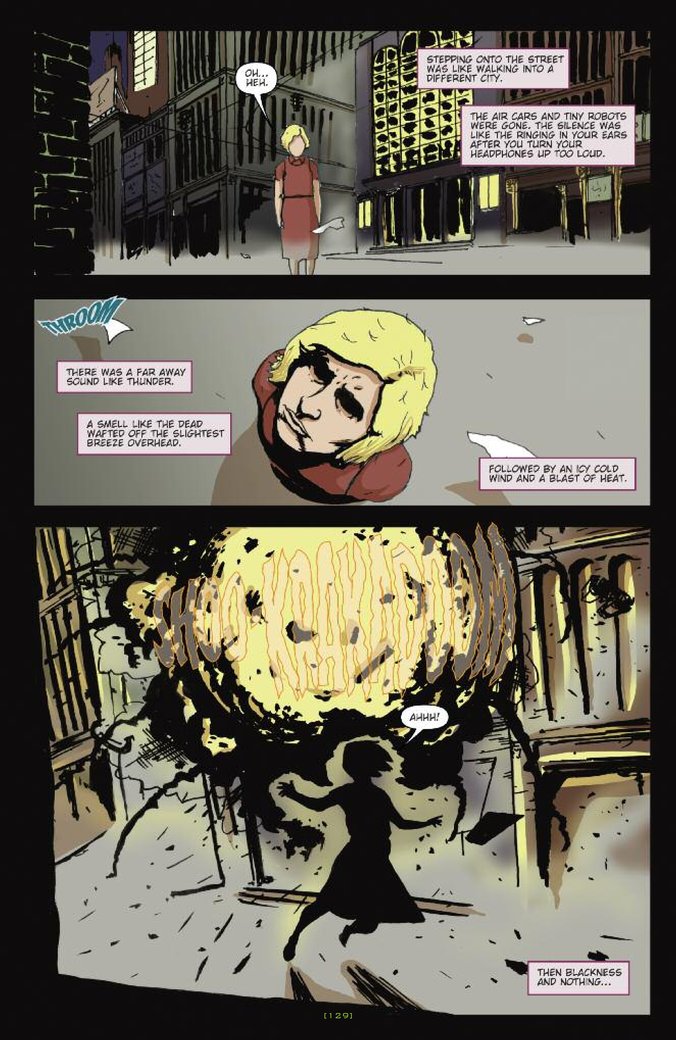 OH...
HEH.
STEPPING ONTO THE STREET
WAS LIKE WALKING INTO A
DIFFERENT CITY.
THE AIR CARS AND TINY ROBOTS
WERE GONE. THE SILENCE WAS
LIKE THE RINGING IN YOUR EARS
AFTER YOU TURN YOUR
HEADPHONES UP TOO LOUD.
THROOM
THERE WAS A FAR AWAY
SOUND LIKE THUNDER.
A SMELL LIKE THE DEAD
WAFTED OFF THE SLIGHTEST
BREEZE OVERHEAD.
FOLLOWED BY AN ICY COLD
WIND AND A BLAST OF HEAT.
AHHH!
THEN BLACKNESS
AND NOTHING...
[129]